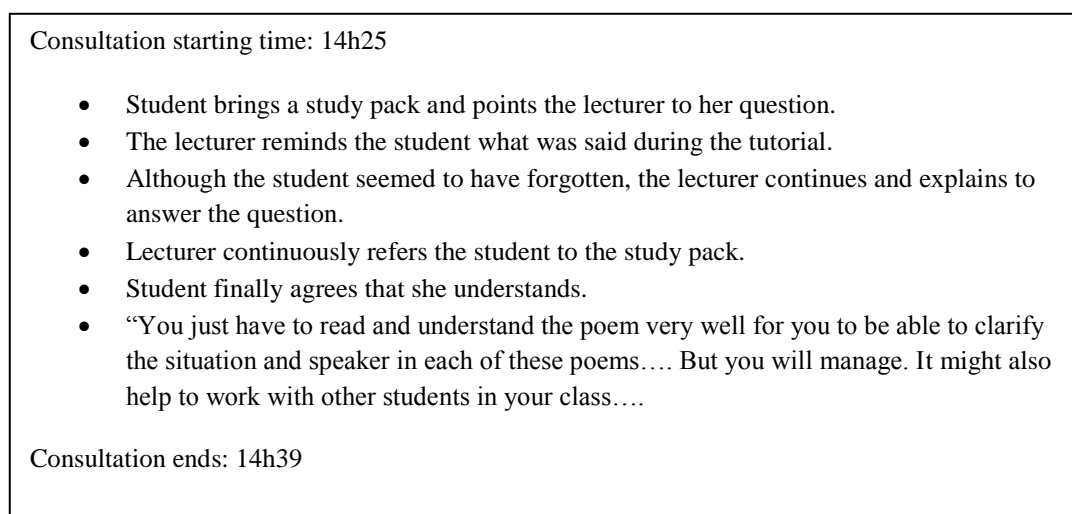 Consultation starting time: 14h25
• Student brings a study pack and points the lecturer to her question.
• The lecturer reminds the student what was said during the tutorial.
• Although the student seemed to have forgotten, the lecturer continues and explains to
answer the question.
• Lecturer continuously refers the student to the study pack.
• Student finally agrees that she understands.
• “You just have to read and understand the poem very well for you to be able to clarify
the situation and speaker in each of these poems…. But you will manage. It might also
help to work with other students in your class….
Consultation ends: 14h39